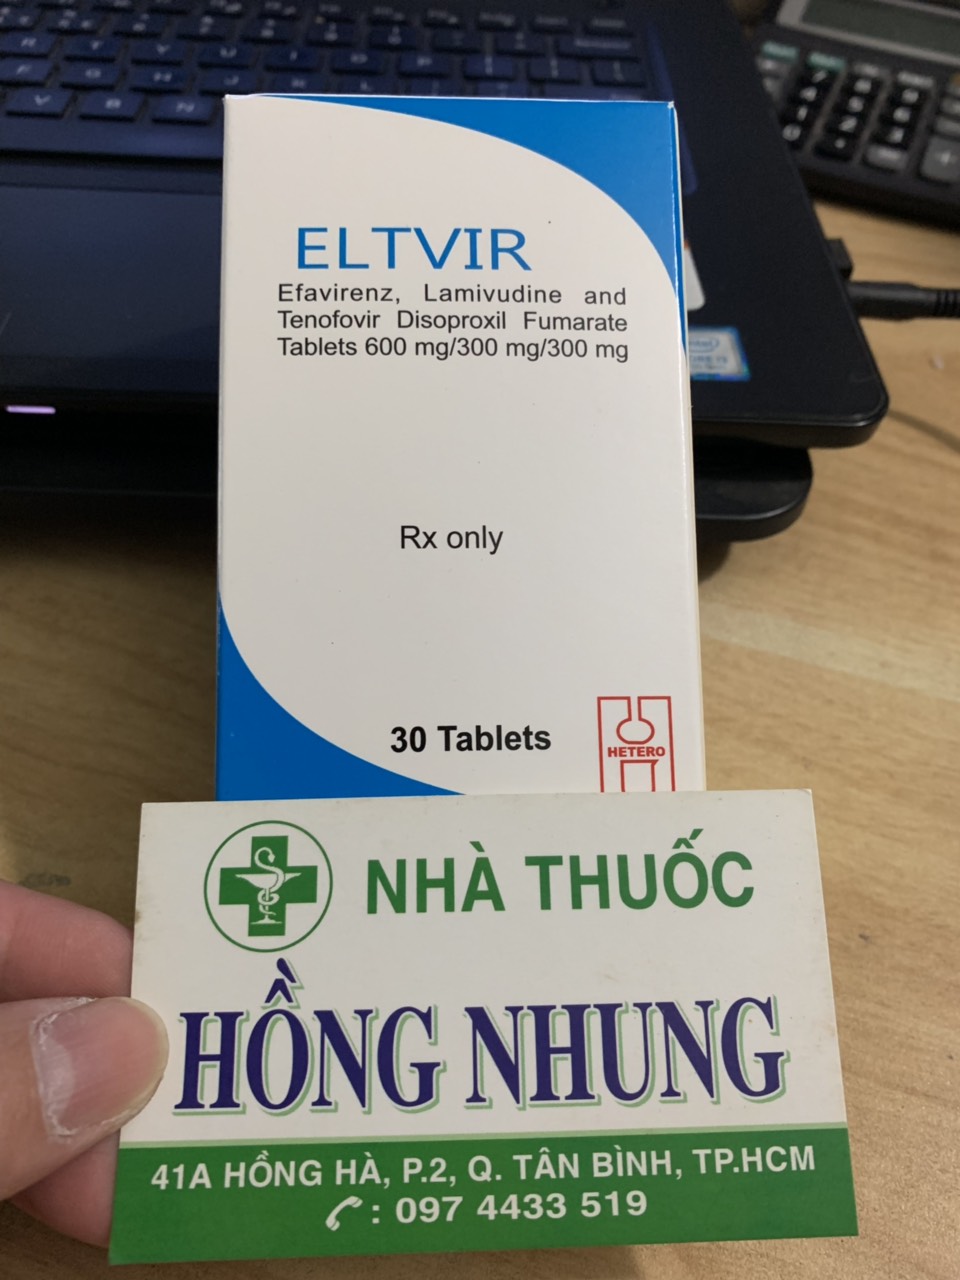 ELTVIR
Efavirenz, Lamivudine and
Tenofovir Disoproxil Fumarate
Tablets 600 mg/300 mg/300 mg
Rx only
30 Tablets
HETERO
NHÀ THUỐC
HỒNG NHUNG
41A HỒNG HÀ, P.2, Q. TÂN BÌNH, TP.HCM
: 097 4433 519